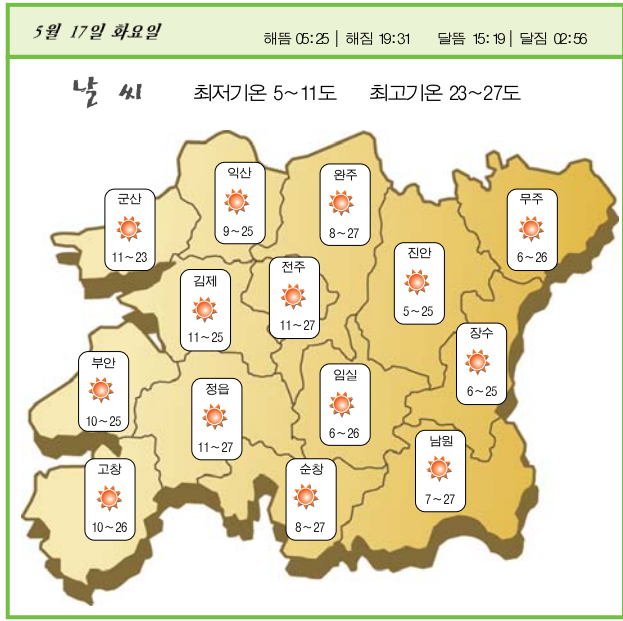 5월 17일 화요일
해뜸 05:25 | 해짐 19:31 달뜸 15:19 | 달짐 02:56
날 씨 최저기온 5~11도 최고기온 23~27도
군산
11~23
익산
9~25
완주
8~27
무주
6~26
김제
11~25
전주
11~27
진안
5~25
장수
6~25
부안
10~25
정읍
11~27
임실
6~26
남원
7~27
고창
10~26
순창
8~27